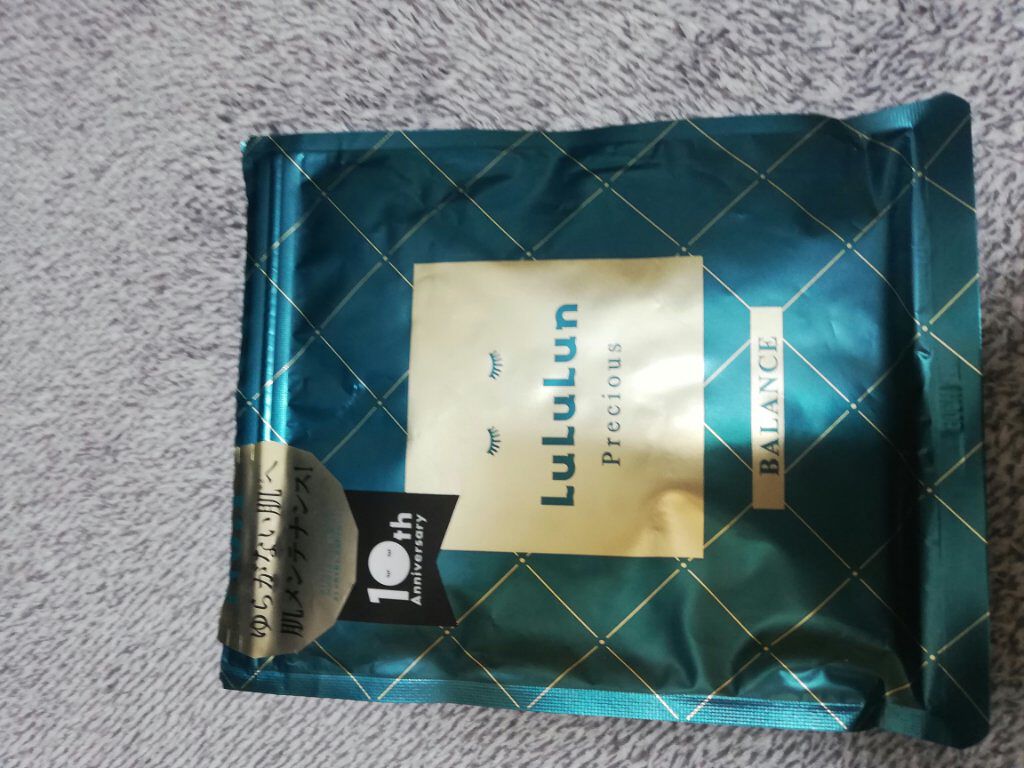 ゆらがない肌へ
肌メンテナンス!
10th
Anniversary
LuLuLun
Precious
BALANCE